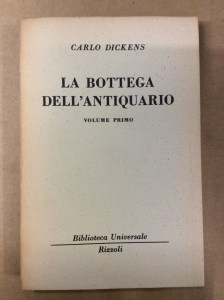 CARLO DICKENS
LA BOTTEGA
DELL'ANTIQUARIO
VOLUME PRIMO
Biblioteca Universale
Rizzoli